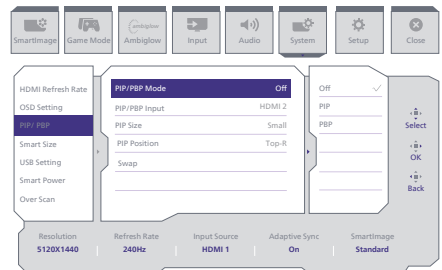 SmartImage Game Mode Ambiglow Input Audio System Setup Close
ambiglow
HDMI Refresh Rate
OSD Setting
PIP/ PBP
Smart Size
USB Setting
Smart Power
Over Scan
PIP/PBP Mode Off
PIP/PBP Input HDMI 2
PIP Size Small
PIP Position Top-R
Swap
Off
PIP
PBP
Select
OK
Back
Resolution Refresh Rate Input Source Adaptive Sync SmartImage
5120X1440 240Hz HDMI 1 On Standard